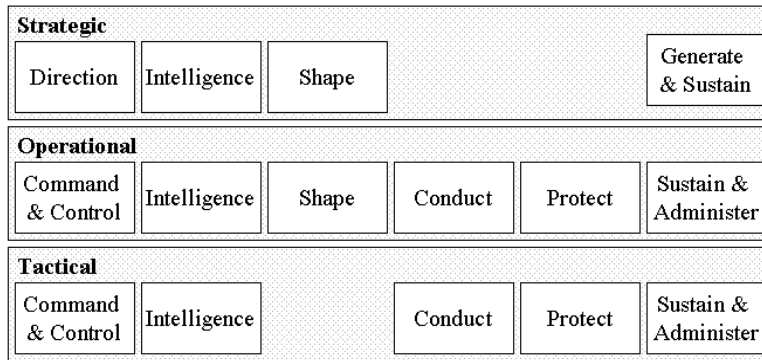 Strategic
Direction
Intelligence
Shape
Generate
& Sustain
Operational
Command
& Control
Intelligence
Shape
Conduct
Protect
Sustain &
Administer
Tactical
Command
& Control
Intelligence
Conduct
Protect
Sustain &
Administer